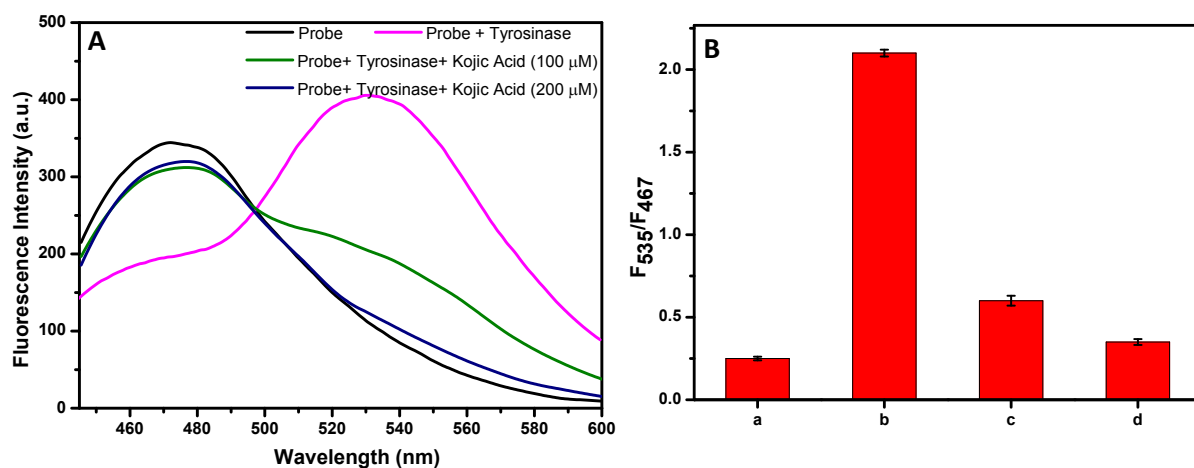 A
Probe
Probe + Tyrosinase
Probe+ Tyrosinase+ Kojic Acid (100 µM)
Probe+ Tyrosinase+ Kojic Acid (200 µM)
500
400
300
200
100
0
Fluorescence Intensity (a.u.)
460 480 500 520 540 560 580 600
Wavelength (nm)
B
2.0
1.5
1.0
0.5
0.0
F535/F467
a b c d